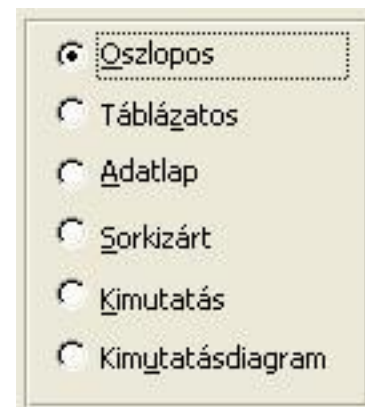 Oszlopos
Táblázatos
Adatlap
Sorkizárt
Kimutatás
Kimutatásdiagram